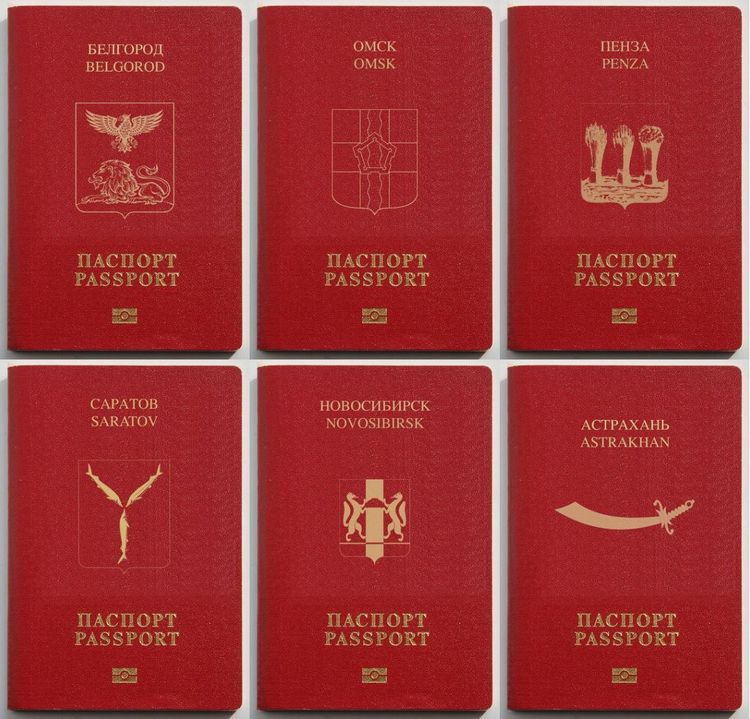 БЕЛГОРОД
BELGOROD
ПАСПОРТ
PASSPORT
ОМСК
OMSK
ПАСПОРТ
PASSPORT
ПЕНЗА
PENZA
ПАСПОРТ
PASSPORT
САРАТОВ
SARATOV
ПАСПОРТ
PASSPORT
НОВОСИБИРСК
NOVOSIBIRSK
ПАСПОРТ
PASSPORT
АСТРАХАНЬ
ASTRAKHAN
ПАСПОРТ
PASSPORT